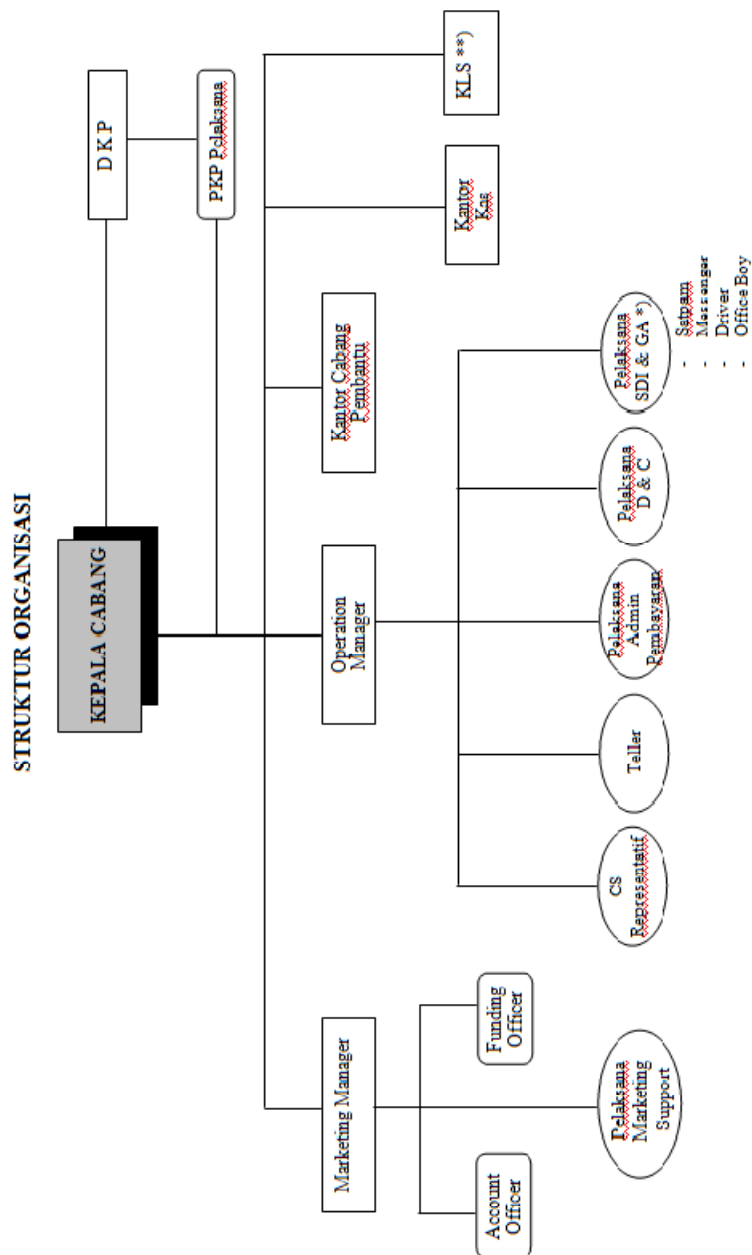 STRUKTUR ORGANISASI
KEPALA CABANG
D K P
PKP Pelaksana
Marketing Manager
Operation
Manager
Kantor Cabang
Pembantu
Kantor
Kas
KLS **)
Account
Officer
Funding
Officer
Pelaksana
Marketing
Support
CS
Representatif
Teller
Pelaksana
Admin
Pembayaran
Pelaksana
D & C
Pelaksana
SDI & GA *)
- Satpam
- Messenger
- Driver
- Office Boy